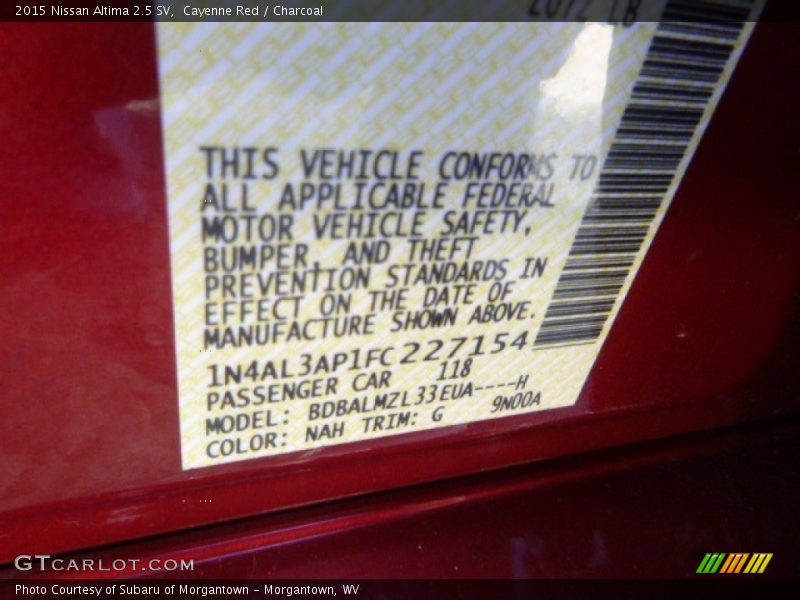 2015 Nissan Altima 2.5 SV, Cayenne Red / Charcoal
THIS VEHICLE CONFORMS TO
ALL APPLICABLE FEDERAL
MOTOR VEHICLE SAFETY,
BUMPER, AND THEFT
PREVENTION STANDARDS IN
EFFECT ON THE DATE OF
MANUFACTURE SHOWN ABOVE.
1N4AL3AP1FC227154
PASSENGER CAR 118
MODEL: BDBALMZL33EUA----H
COLOR: NAH TRIM: G 9N00A
GTCARLOT.COM
Photo Courtesy of Subaru of Morgantown - Morgantown, WV